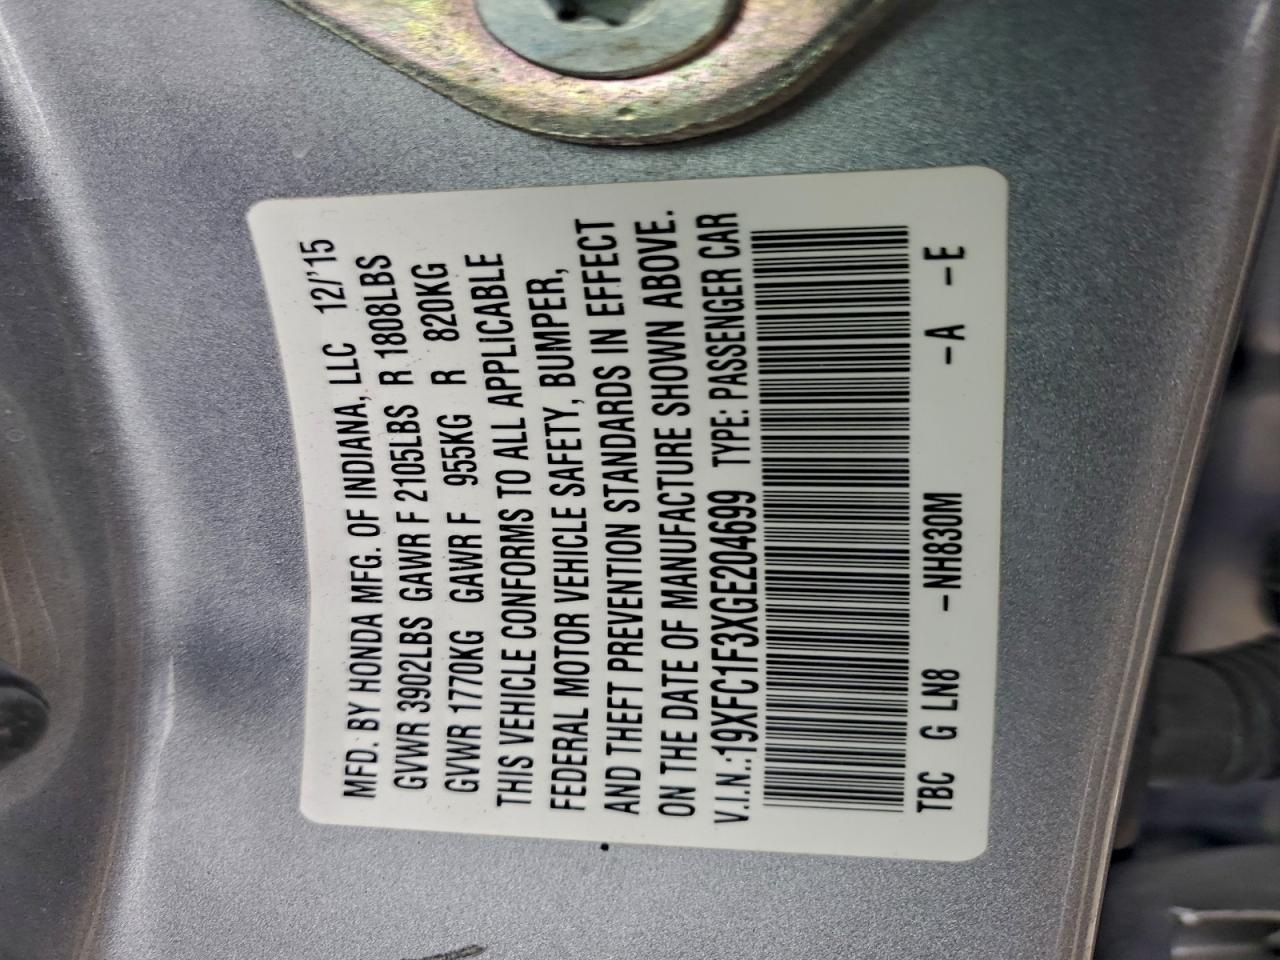 MFD. BY HONDA MFG. OF INDIANA, LLC 12/'15
GVWR 3902LBS GAWR F 2105LBS R 1808LBS
GVWR 1770KG GAWR F 955KG R 820KG
THIS VEHICLE CONFORMS TO ALL APPLICABLE
FEDERAL MOTOR VEHICLE SAFETY, BUMPER,
AND THEFT PREVENTION STANDARDS IN EFFECT
ON THE DATE OF MANUFACTURE SHOWN ABOVE.
V.I.N.:19XFC1F3XGE204699 TYPE: PASSENGER CAR
TBC G LN8 -NH830M -A -E